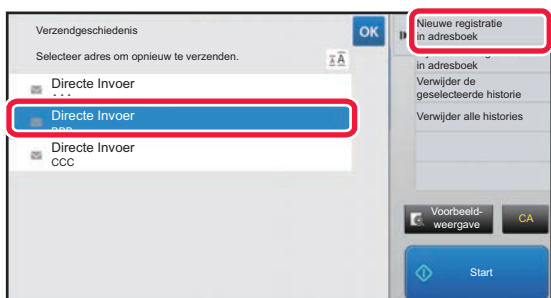 Verzendgeschiedenis
OK
Selecteer adres om opnieuw te verzenden.
Directe Invoer
Directe Invoer
Directe Invoer
CCC
Nieuwe registratie
in adresboek
in adresboek
Verwijder de
geselecteerde historie
Verwijder alle histories
Voorbeeld-
weergave
CA
Start